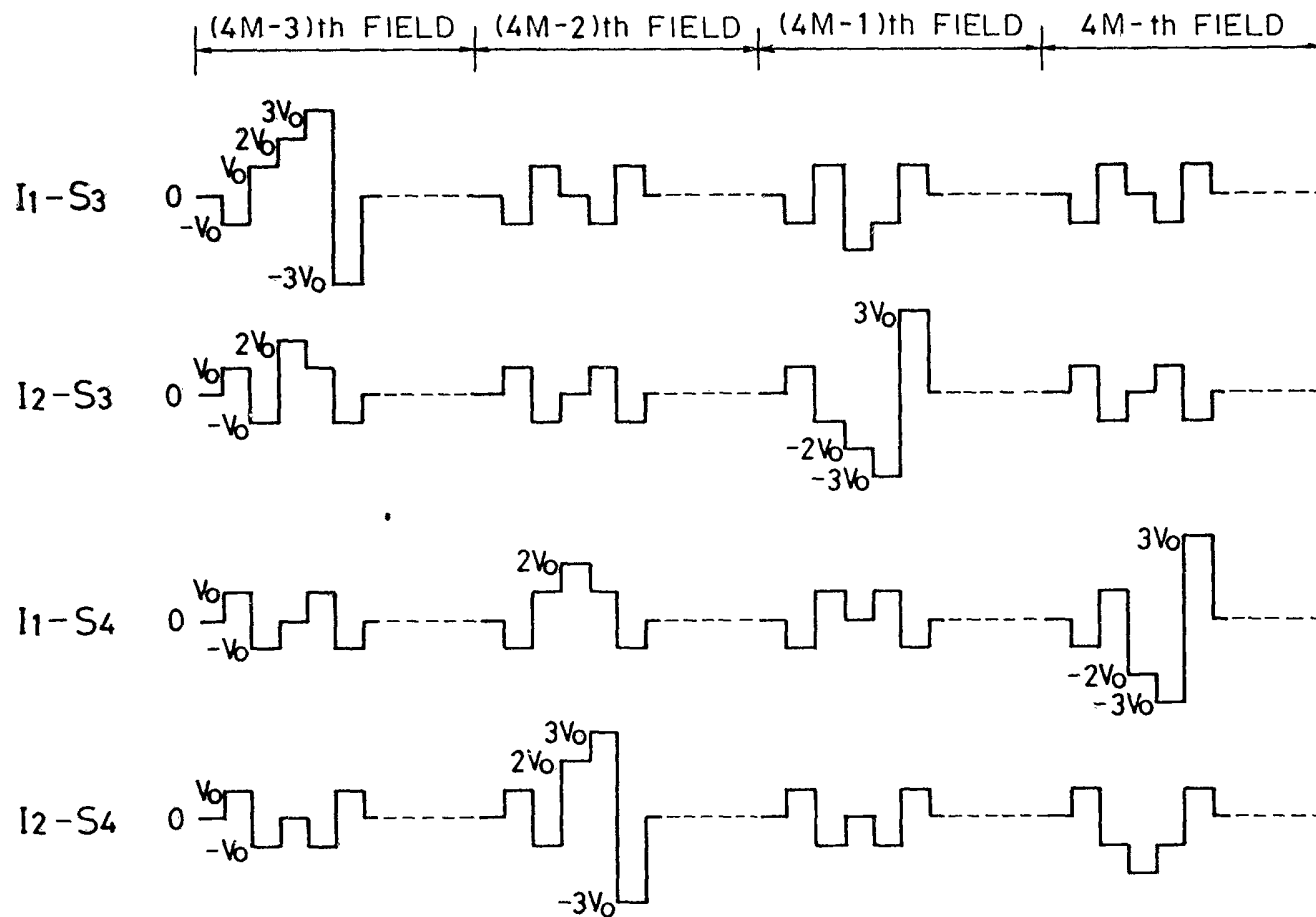 (4M-3)th FIELD (4M-2)th FIELD (4M-1)th FIELD 4M-th FIELD
3V0
2V0
V0
I1-S3 0
-V0
-3V0
3V0
2V0
V0
I2-S3 0
-V0
-2V0
-3V0
3V0
2V0
V0
I1-S4 0
-V0
-2V0
-3V0
3V0
2V0
V0
I2-S4 0
-V0
-3V0